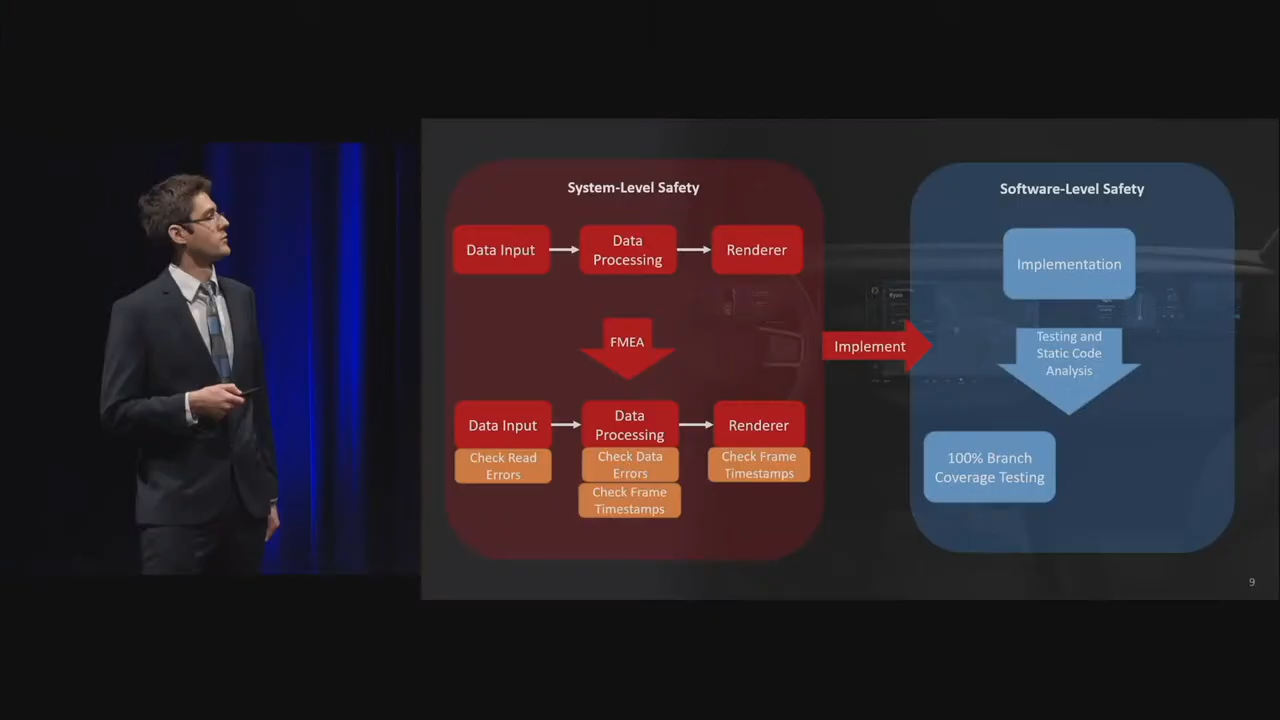 System-Level Safety
Data Input
Data
Processing
Renderer
FMEA
Data Input
Data
Processing
Renderer
Check Read
Errors
Check Data
Errors
Check Frame
Timestamps
Check Frame
Timestamps
Implement
Software-Level Safety
Implementation
Testing and
Static Code
Analysis
100% Branch
Coverage Testing
9